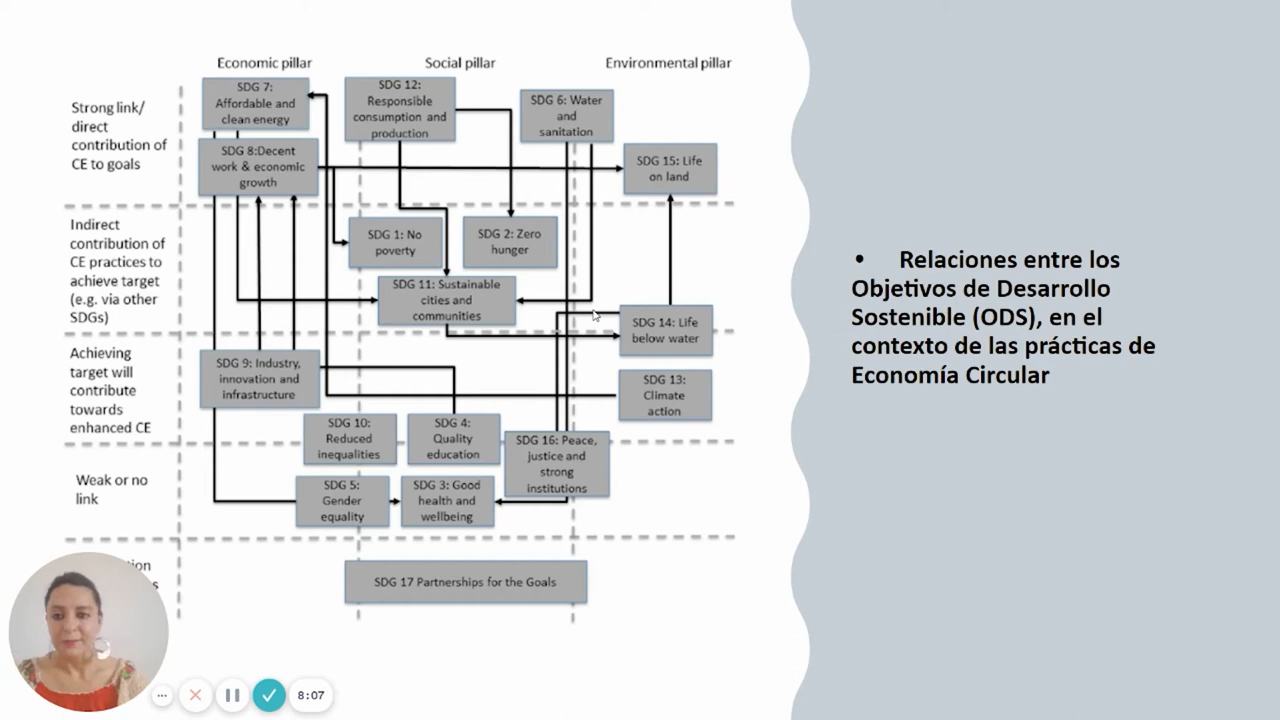 Economic pillar
Social pillar
Environmental pillar
Strong link/
direct
contribution of
CE to goals
SDG 7:
Affordable and
clean energy
SDG 12:
Responsible
consumption and
production
SDG 6: Water
and
sanitation
SDG 8:Decent
work & economic
growth
SDG 15: Life
on land
Indirect
contribution of
CE practices to
achieve target
(e.g. via other
SDGs)
SDG 1: No
poverty
SDG 2: Zero
hunger
SDG 11: Sustainable
cities and
communities
SDG 14: Life
below water
Achieving
target will
contribute
towards
enhanced CE
SDG 9: Industry,
innovation and
infrastructure
SDG 13:
Climate
action
SDG 10:
Reduced
inequalities
SDG 4:
Quality
education
SDG 16: Peace,
justice and
strong
institutions
Weak or no
link
SDG 5:
Gender
equality
SDG 3: Good
health and
wellbeing
SDG 17 Partnerships for the Goals
• Relaciones entre los
Objetivos de Desarrollo
Sostenible (ODS), en el
contexto de las prácticas de
Economía Circular
8:07